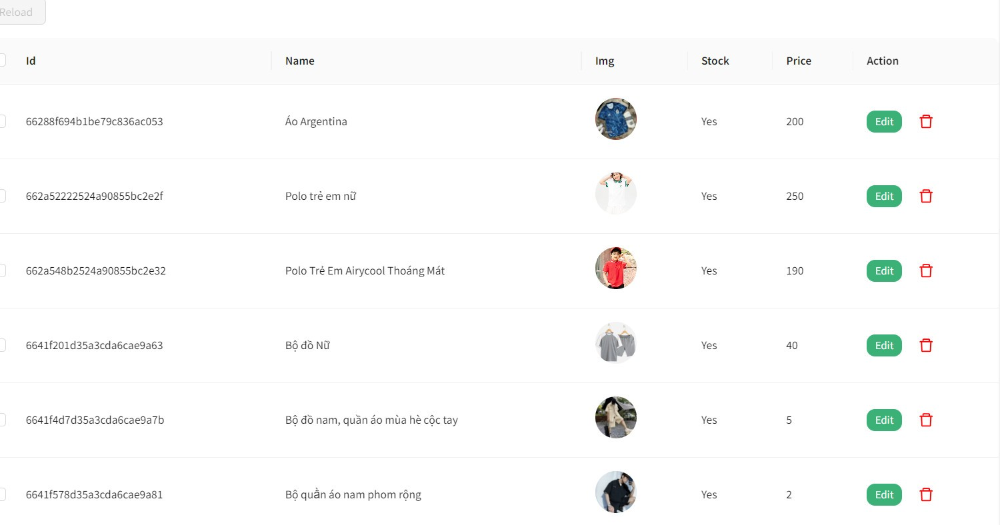 Reload
Id Name Img Stock Price Action
66288f694b1be79c836ac053 Áo Argentina Yes 200 Edit
662a52222524a90855bc2e2f Polo trẻ em nữ Yes 250 Edit
662a548b2524a90855bc2e32 Polo Trẻ Em Airycool Thoáng Mát Yes 190 Edit
6641f201d35a3cda6cae9a63 Bộ đồ Nữ Yes 40 Edit
6641f4d7d35a3cda6cae9a7b Bộ đồ nam, quần áo mùa hè cộc tay Yes 5 Edit
6641f578d35a3cda6cae9a81 Bộ quần áo nam phom rộng Yes 2 Edit